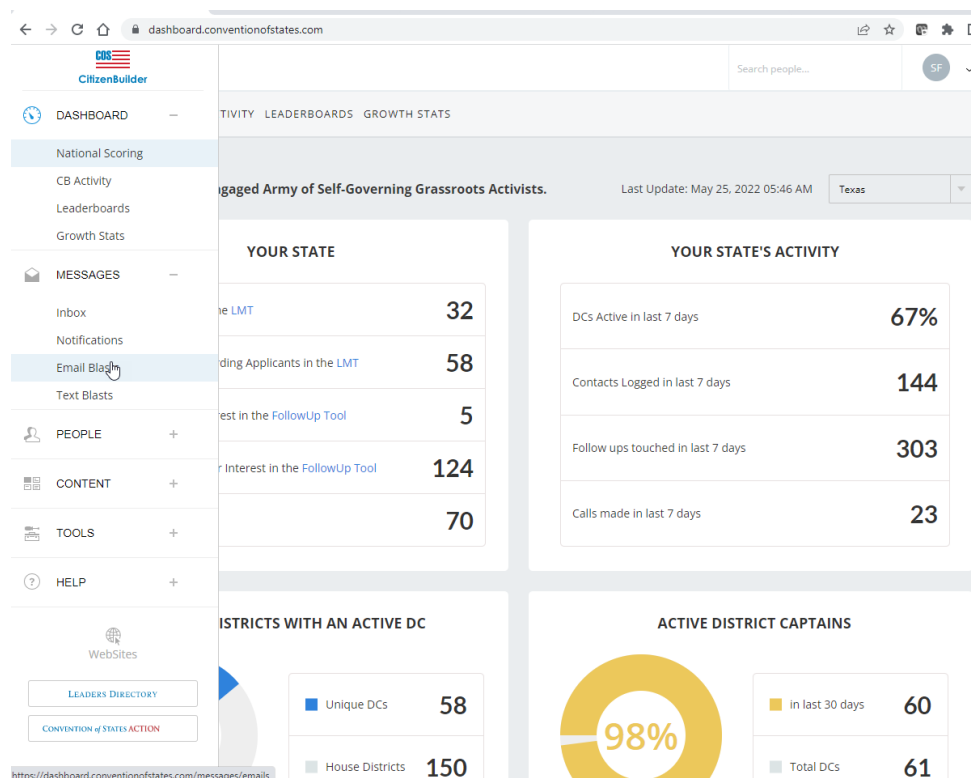 dashboard.conventionofstates.com
COS
CitizenBuilder
Search people...
SF
DASHBOARD
National Scoring
CB Activity
Leaderboards
Growth Stats
MESSAGES
Inbox
Notifications
Email Blasts
Text Blasts
PEOPLE
CONTENT
TOOLS
HELP
WebSites
LEADERS DIRECTORY
CONVENTION of STATES ACTION
https://dashboard.conventionofstates.com/messages/emails
TIVITY LEADERBOARDS GROWTH STATS
gaged Army of Self-Governing Grassroots Activists.
Last Update: May 25, 2022 05:46 AM
Texas
YOUR STATE
he LMT 32
ding Applicants in the LMT 58
rest in the FollowUp Tool 5
r Interest in the FollowUp Tool 124
70
YOUR STATE'S ACTIVITY
DCs Active in last 7 days 67%
Contacts Logged in last 7 days 144
Follow ups touched in last 7 days 303
Calls made in last 7 days 23
ISTRICTS WITH AN ACTIVE DC
Unique DCs 58
House Districts 150
ACTIVE DISTRICT CAPTAINS
98%
in last 30 days 60
Total DCs 61